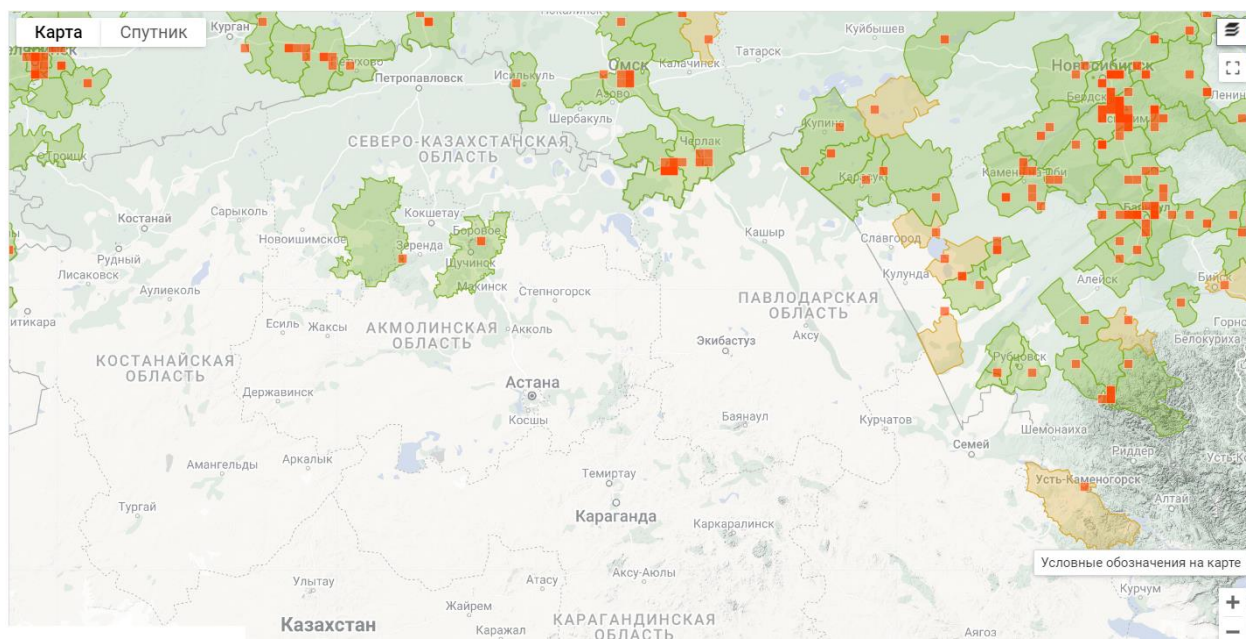 Карта
Спутник
Курган
Куйбышев
Татарск
Омск
Калачинск
Новосибирск
Бердск
Петропавловск
Исилькуль
Азово
Шербакуль
Купино
Черлак
СЕВЕРО-КАЗАХСТАНСКАЯ
ОБЛАСТЬ
Троицк
Карасук
Костанай
Сарыколь
Кокшетау
Боровое
Новоишимское
Зеренда
Щучинск
Кашыр
Славгород
Рудный
Лисаковск
Аулиеколь
Макинск
Степногорск
Кулунда
Алейск
Бийск
ПАВЛОДАРСКАЯ
ОБЛАСТЬ
Аксу
Есиль
Жаксы
АКМОЛИНСКАЯ
ОБЛАСТЬ
Акколь
Экибастуз
Белокуриха
КОСТАНАЙСКАЯ
ОБЛАСТЬ
Рубцовск
Державинск
Астана
Косшы
Баянаул
Курчатов
Шемонаиха
Семей
Риддер
Амангельды
Аркалык
Темиртау
Усть-Каменогорск
Алтай
Тургай
Караганда
Каркаралинск
Условные обозначения на карте
Улытау
Атасу
Аксу-Аюлы
Курчум
Жайрем
Казахстан
Каражал
КАРАГАНДИНСКАЯ
ОБЛАСТЬ
Аягоз